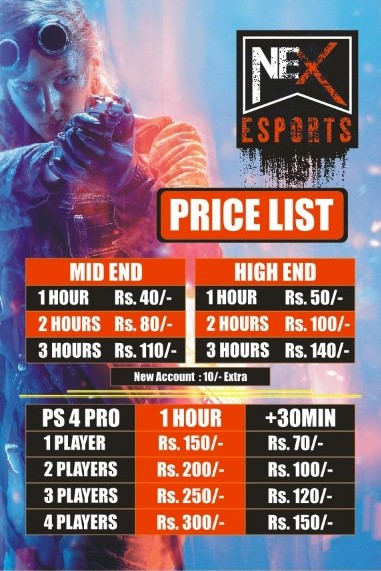 NEX
ESPORTS
PRICE LIST
MID END
1 HOUR Rs. 40/-
2 HOURS Rs. 80/-
3 HOURS Rs. 110/-
HIGH END
1 HOUR Rs. 50/-
2 HOURS Rs. 100/-
3 HOURS Rs. 140/-
New Account : 10/- Extra
PS 4 PRO 1 HOUR +30MIN
1 PLAYER Rs. 150/- Rs. 70/-
2 PLAYERS Rs. 200/- Rs. 100/-
3 PLAYERS Rs. 250/- Rs. 120/-
4 PLAYERS Rs. 300/- Rs. 150/-